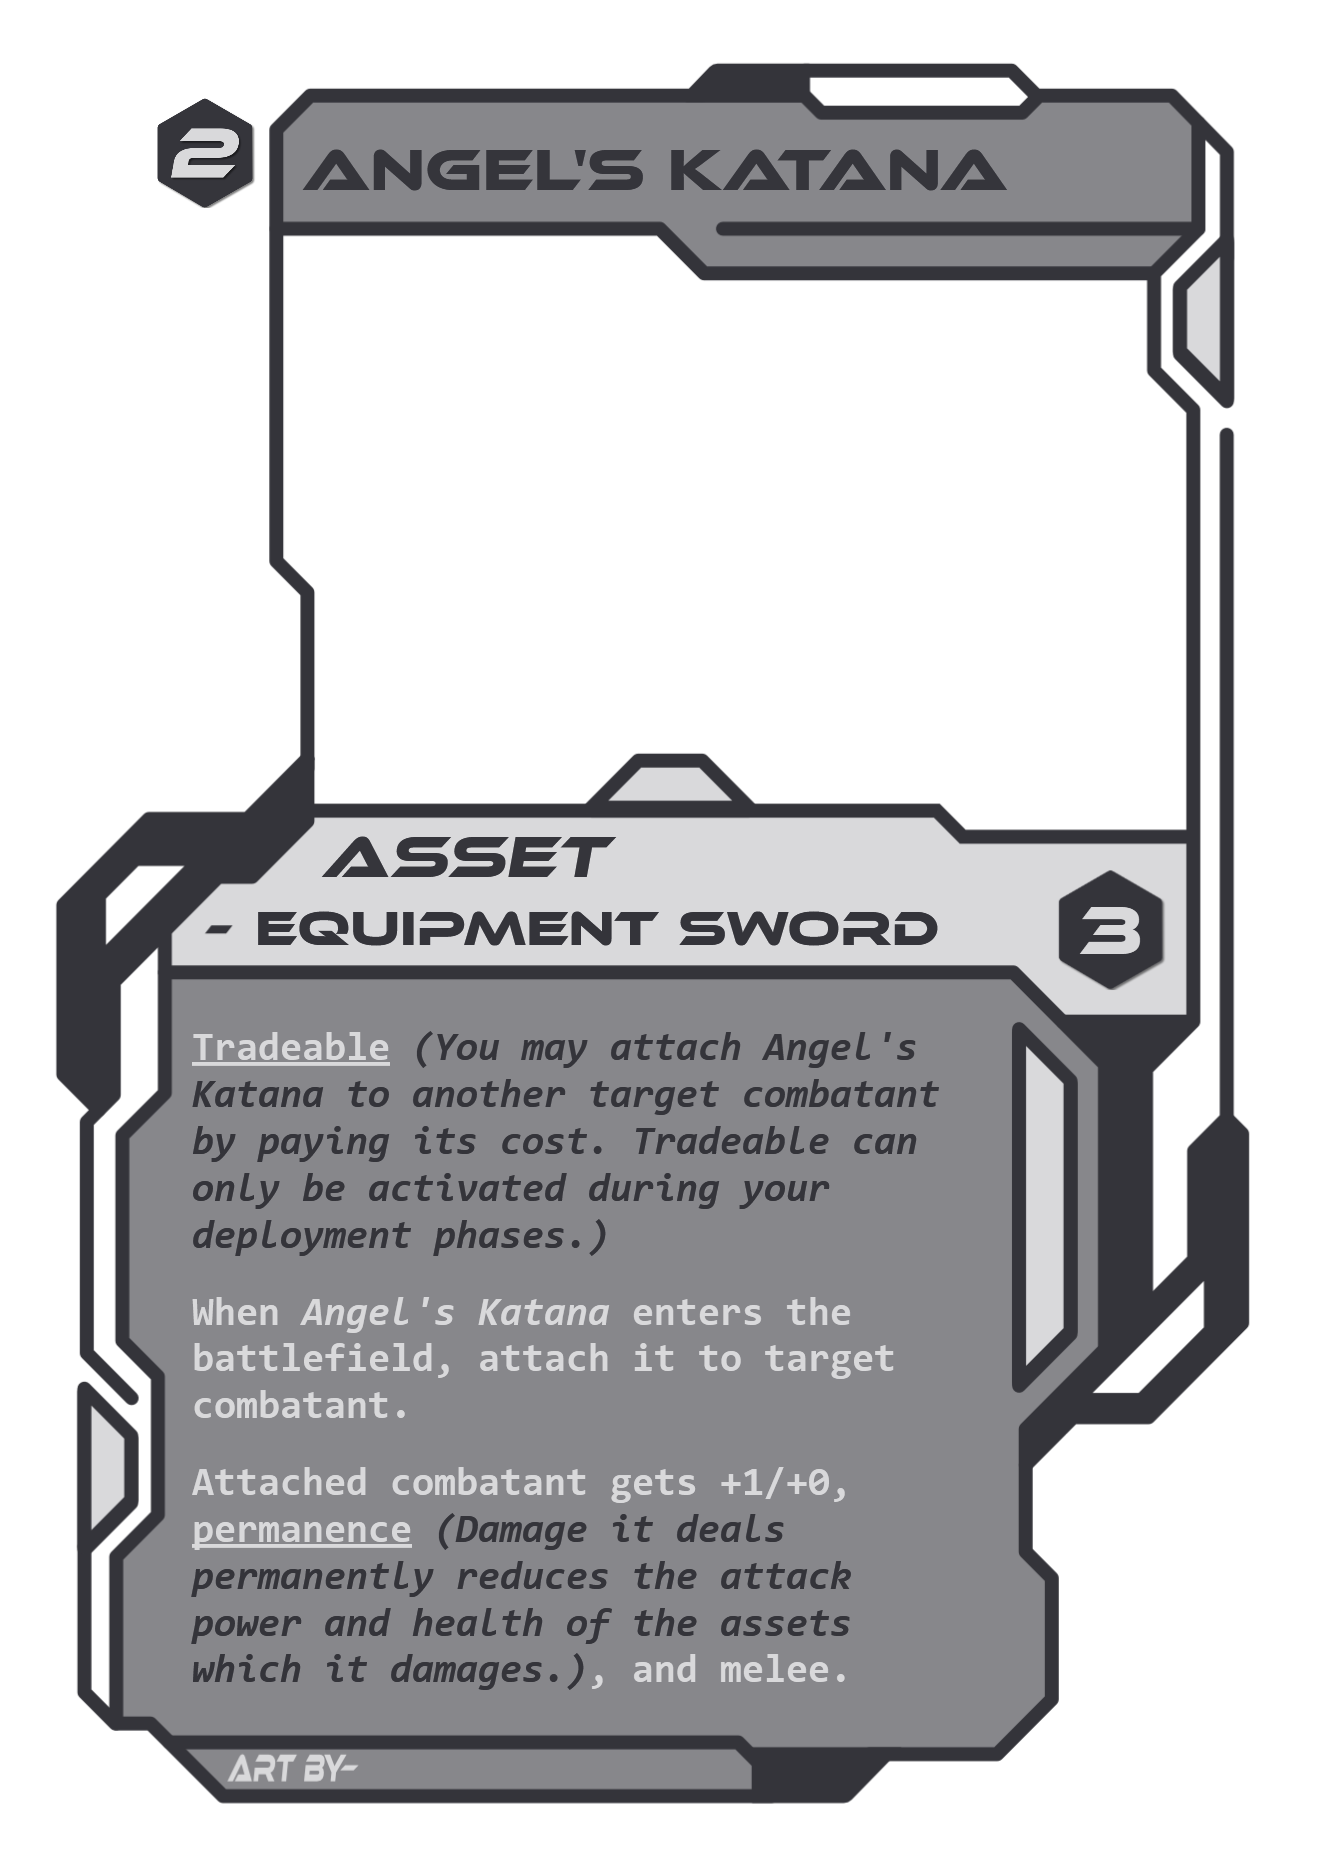 2
ANGEL'S KATANA
ASSET
- EQUIPMENT SWORD
3
Tradeable (You may attach Angel's
Katana to another target combatant
by paying its cost. Tradeable can
only be activated during your
deployment phases.)
When Angel's Katana enters the
battlefield, attach it to target
combatant.
Attached combatant gets +1/+0,
permanence (Damage it deals
permanently reduces the attack
power and health of the assets
which it damages.), and melee.
ART BY-